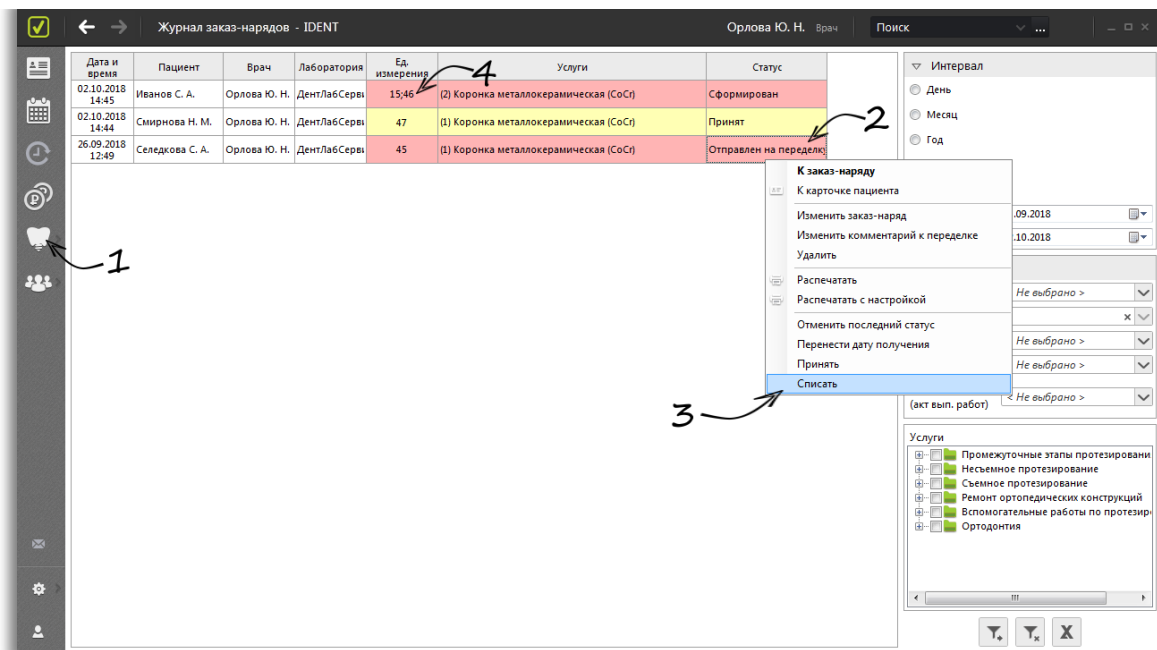 Журнал заказ-нарядов - IDENT
Орлова Ю. Н. Врач
Поиск
...
Дата и время Пациент Врач Лаборатория Ед. измерения Услуги Статус
02.10.2018 14:45 Иванов С. А. Орлова Ю. Н. ДентЛабСерви 15;46 (2) Коронка металлокерамическая (CoCr) Сформирован
02.10.2018 14:44 Смирнова Н. М. Орлова Ю. Н. ДентЛабСерви 47 (1) Коронка металлокерамическая (CoCr) Принят
26.09.2018 12:49 Селедкова С. А. Орлова Ю. Н. ДентЛабСерви 45 (1) Коронка металлокерамическая (CoCr) Отправлен на переделку
1
2
3
4
К заказ-наряду
К карточке пациента
Изменить заказ-наряд
Изменить комментарий к переделке
Удалить
Распечатать
Распечатать с настройкой
Отменить последний статус
Перенести дату получения
Принять
Списать
Интервал
День
Месяц
Год
.09.2018
.10.2018
Не выбрано >
Не выбрано >
Не выбрано >
(акт вып. работ) < Не выбрано >
Услуги
Промежуточные этапы протезировани
Несъемное протезирование
Съемное протезирование
Ремонт ортопедических конструкций
Вспомогательные работы по протезир
Ортодонтия